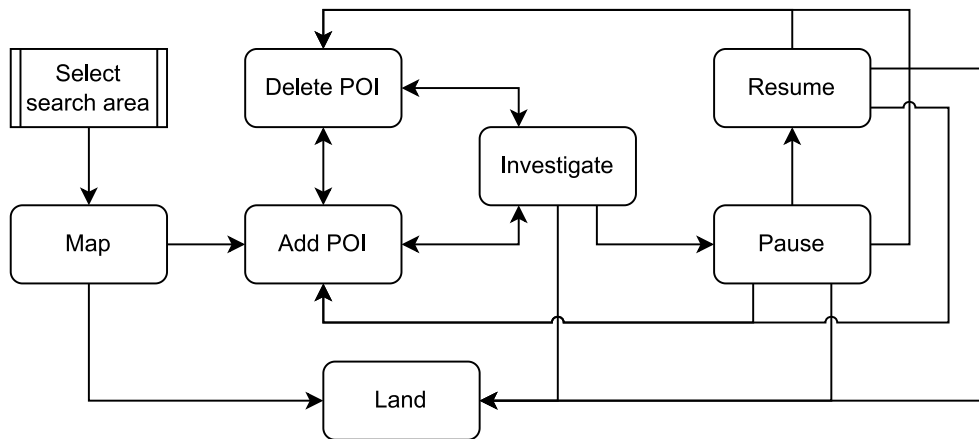 Select
search area
Delete POI
Resume
Investigate
Map
Add POI
Pause
Land